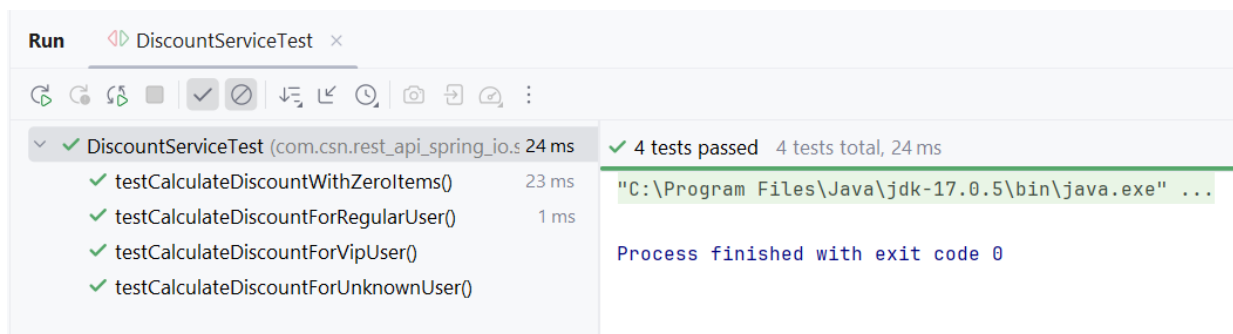 Run DiscountServiceTest ×
DiscountServiceTest (com.csn.rest_api_spring_io.s 24 ms
testCalculateDiscountWithZeroItems() 23 ms
testCalculateDiscountForRegularUser() 1 ms
testCalculateDiscountForVipUser()
testCalculateDiscountForUnknownUser()
4 tests passed 4 tests total, 24 ms
"C:\Program Files\Java\jdk-17.0.5\bin\java.exe" ...
Process finished with exit code 0